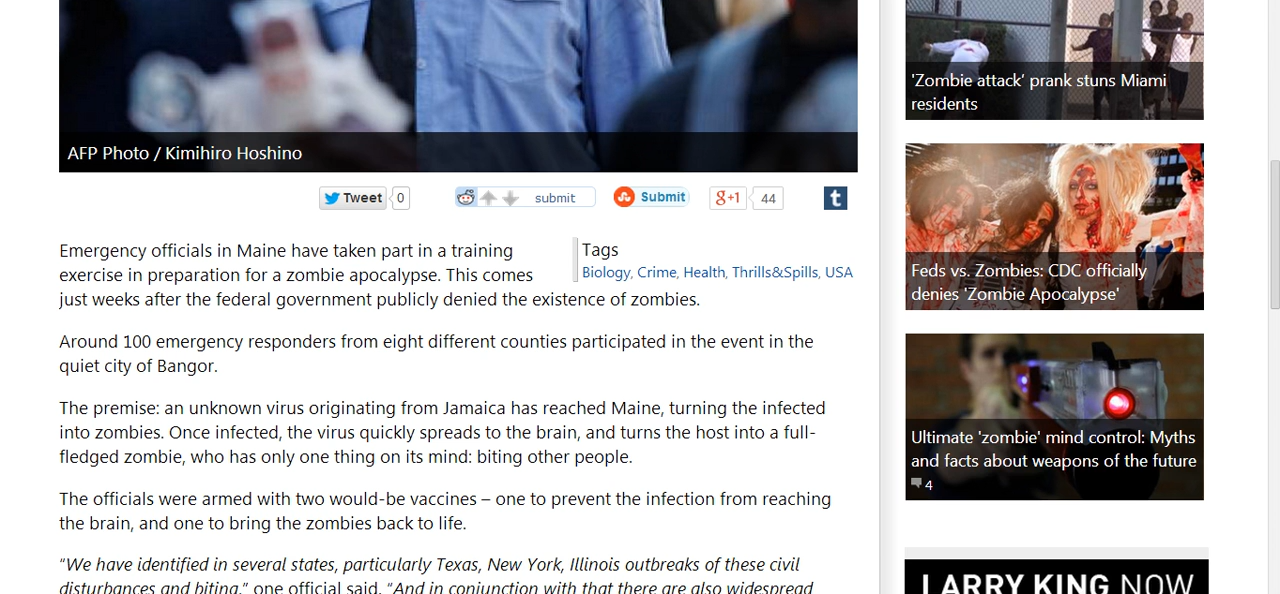 AFP Photo / Kimihiro Hoshino
Tweet 0
submit
Submit
g+1 44
t
Emergency officials in Maine have taken part in a training
exercise in preparation for a zombie apocalypse. This comes
just weeks after the federal government publicly denied the existence of zombies.
Tags
Biology, Crime, Health, Thrills&Spills, USA
Around 100 emergency responders from eight different counties participated in the event in the
quiet city of Bangor.
The premise: an unknown virus originating from Jamaica has reached Maine, turning the infected
into zombies. Once infected, the virus quickly spreads to the brain, and turns the host into a full-
fledged zombie, who has only one thing on its mind: biting other people.
The officials were armed with two would-be vaccines – one to prevent the infection from reaching
the brain, and one to bring the zombies back to life.
“We have identified in several states, particularly Texas, New York, Illinois outbreaks of these civil
disturbances and biting,” one official said. “And in conjunction with that there are also widespread
'Zombie attack’ prank stuns Miami
residents
Feds vs. Zombies: CDC officially
denies 'Zombie Apocalypse’
Ultimate 'zombie' mind control: Myths
and facts about weapons of the future
4
LARRY KING NOW